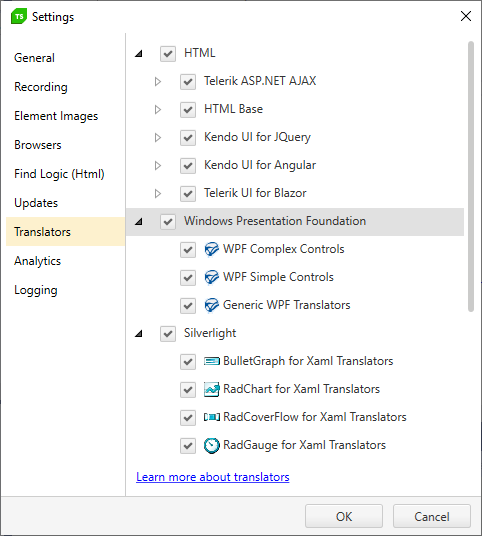 TS Settings
General
Recording
Element Images
Browsers
Find Logic (Html)
Updates
Translators
Analytics
Logging
HTML
Telerik ASP.NET AJAX
HTML Base
Kendo UI for JQuery
Kendo UI for Angular
Telerik UI for Blazor
Windows Presentation Foundation
WPF Complex Controls
WPF Simple Controls
Generic WPF Translators
Silverlight
BulletGraph for Xaml Translators
RadChart for Xaml Translators
RadCoverFlow for Xaml Translators
RadGauge for Xaml Translators
Learn more about translators
OK
Cancel